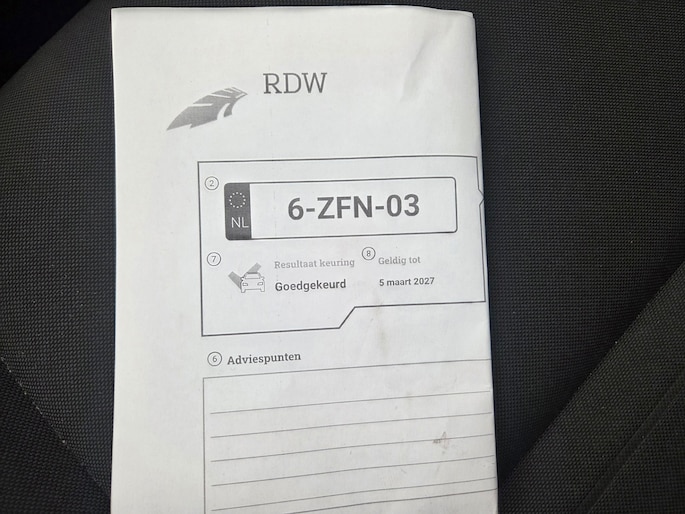 RDW
2
NL
6-ZFN-03
7 Resultaat keuring
Goedgekeurd
8 Geldig tot
5 maart 2027
6 Adviespunten